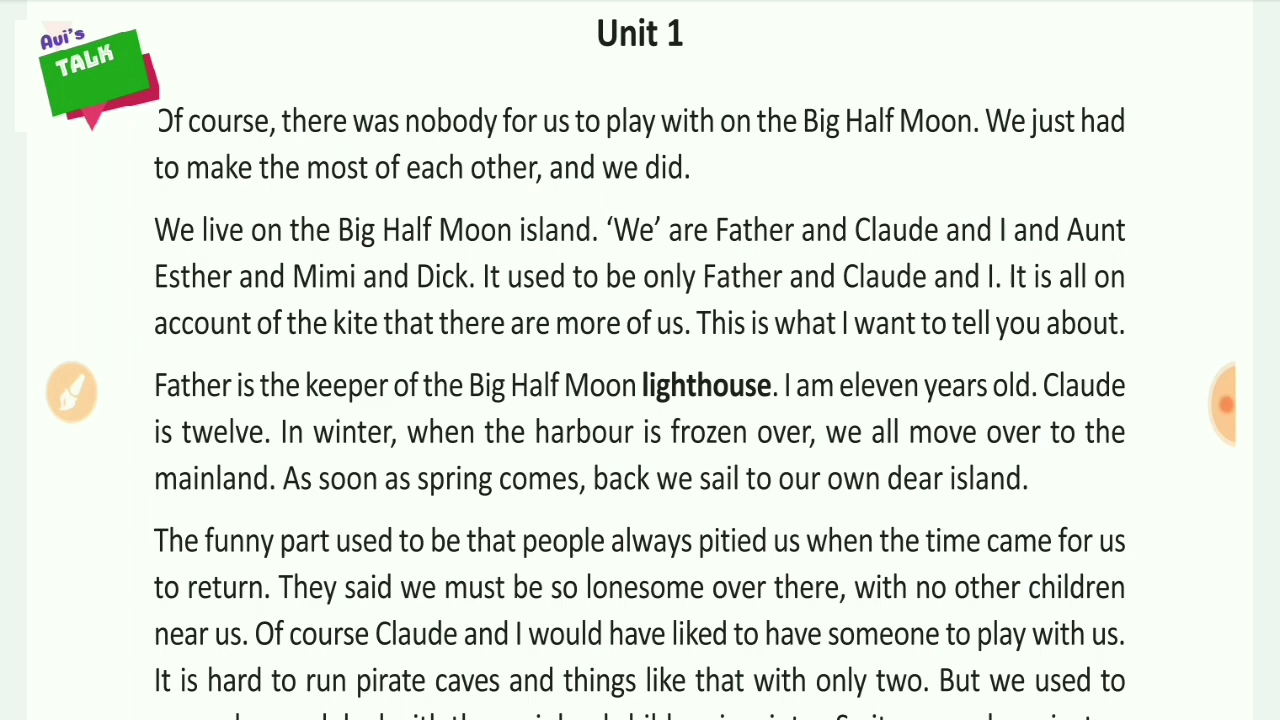 Avi's
TALK
Unit 1
Of course, there was nobody for us to play with on the Big Half Moon. We just had
to make the most of each other, and we did.
We live on the Big Half Moon island. ‘We’ are Father and Claude and I and Aunt
Esther and Mimi and Dick. It used to be only Father and Claude and I. It is all on
account of the kite that there are more of us. This is what I want to tell you about.
Father is the keeper of the Big Half Moon lighthouse. I am eleven years old. Claude
is twelve. In winter, when the harbour is frozen over, we all move over to the
mainland. As soon as spring comes, back we sail to our own dear island.
The funny part used to be that people always pitied us when the time came for us
to return. They said we must be so lonesome over there, with no other children
near us. Of course Claude and I would have liked to have someone to play with us.
It is hard to run pirate caves and things like that with only two. But we used to